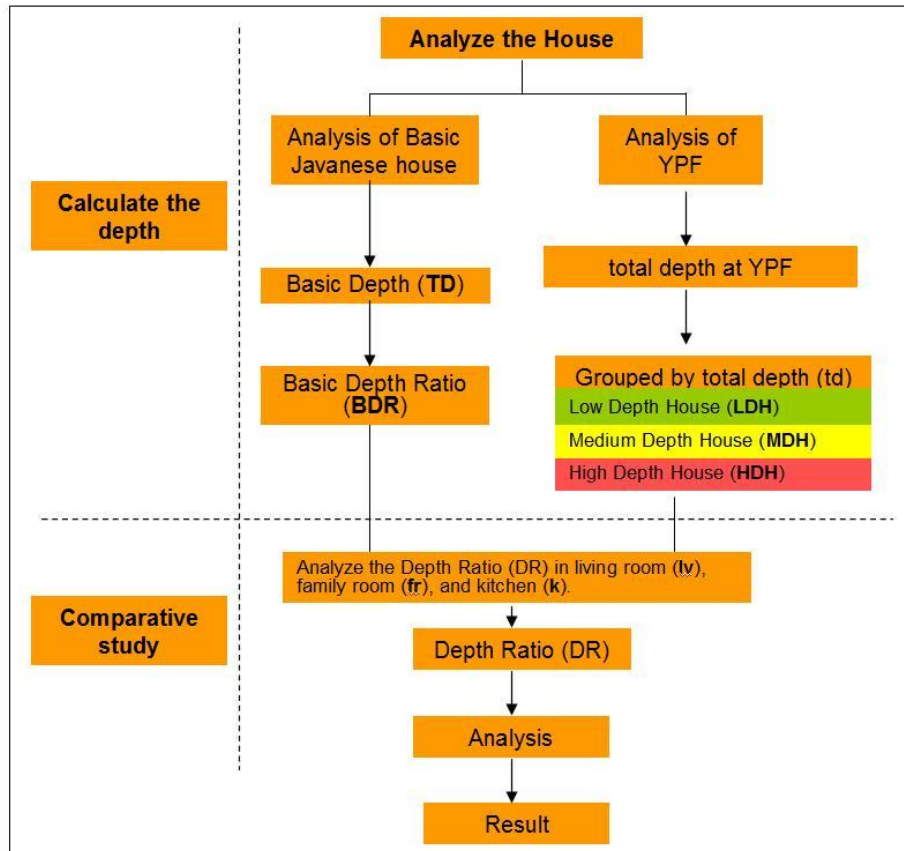 Analyze the House
Analysis of Basic
Javanese house
Analysis of
YPF
Calculate the
depth
Basic Depth (TD)
total depth at YPF
Basic Depth Ratio
(BDR)
Grouped by total depth (td)
Low Depth House (LDH)
Medium Depth House (MDH)
High Depth House (HDH)
Comparative
study
Analyze the Depth Ratio (DR) in living room (lv),
family room (fr), and kitchen (k).
Depth Ratio (DR)
Analysis
Result